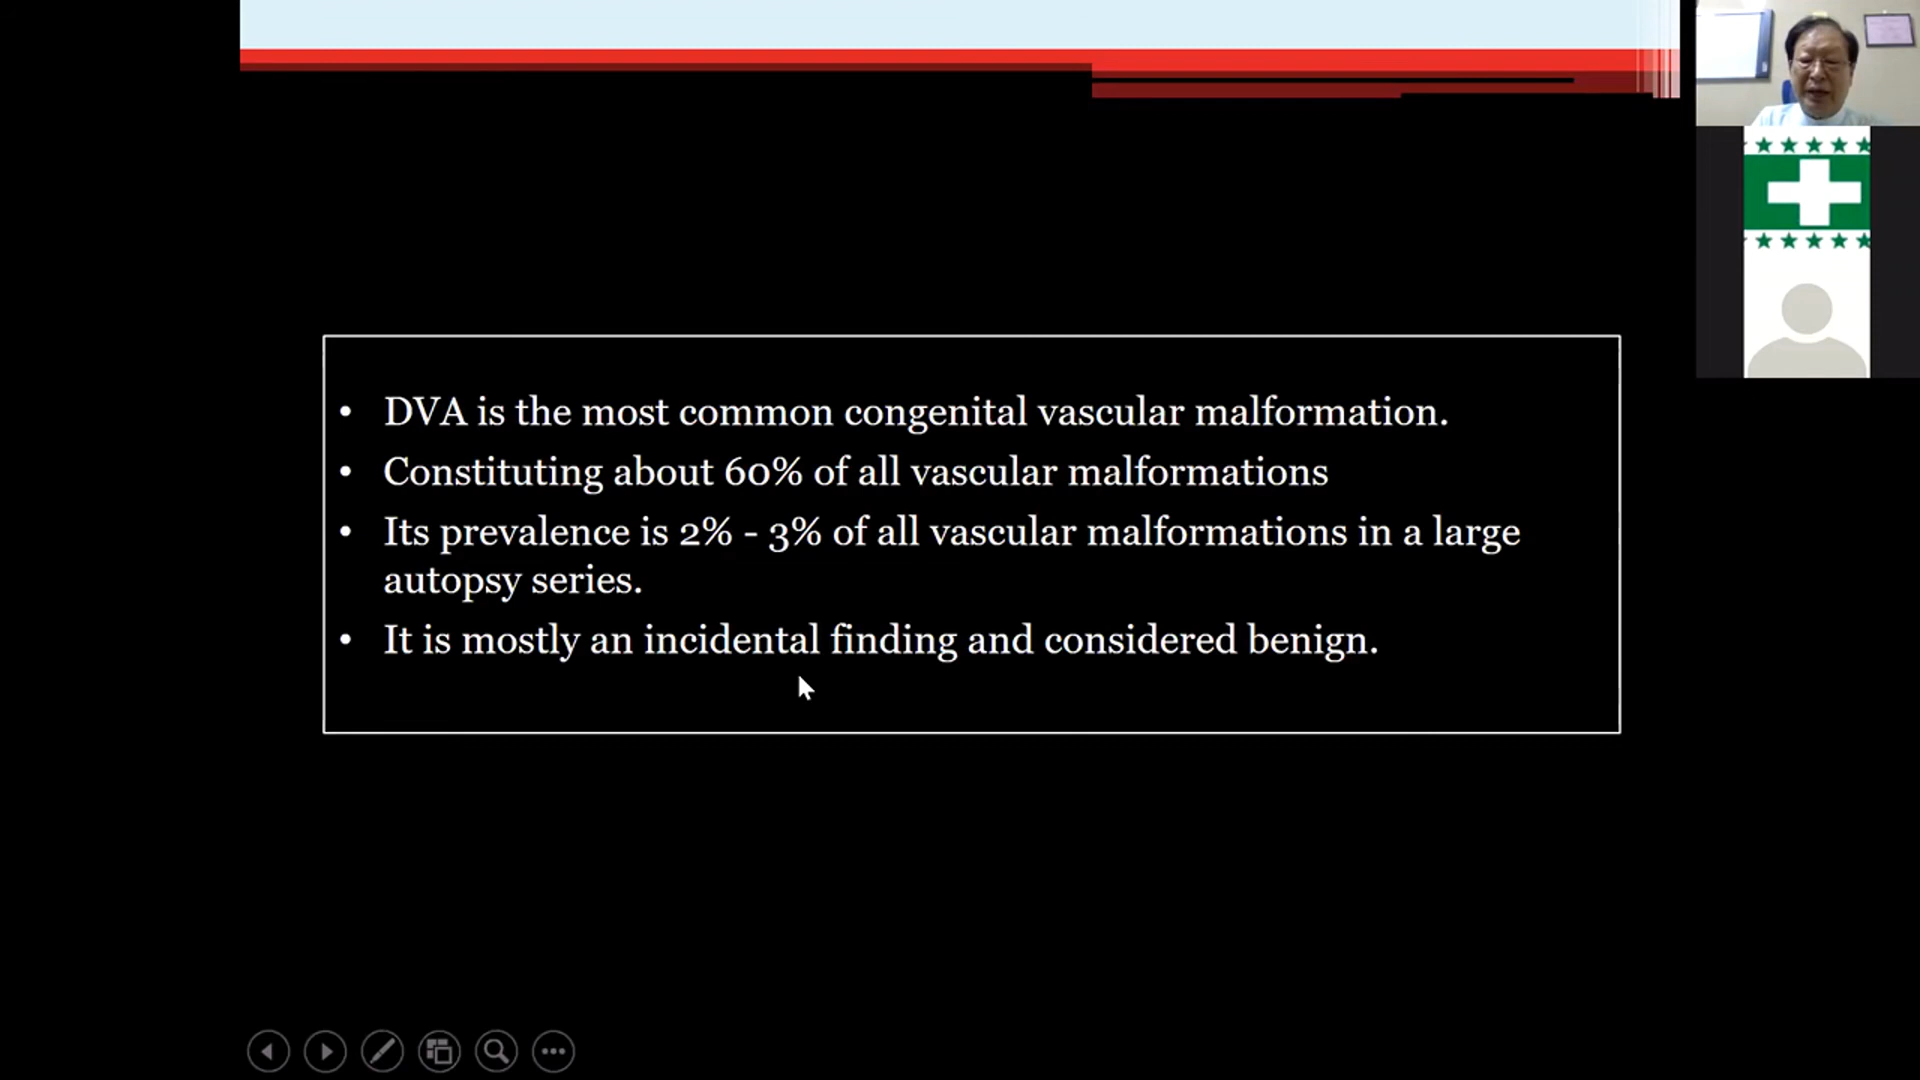 • DVA is the most common congenital vascular malformation.
• Constituting about 60% of all vascular malformations
• Its prevalence is 2% - 3% of all vascular malformations in a large
autopsy series.
• It is mostly an incidental finding and considered benign.